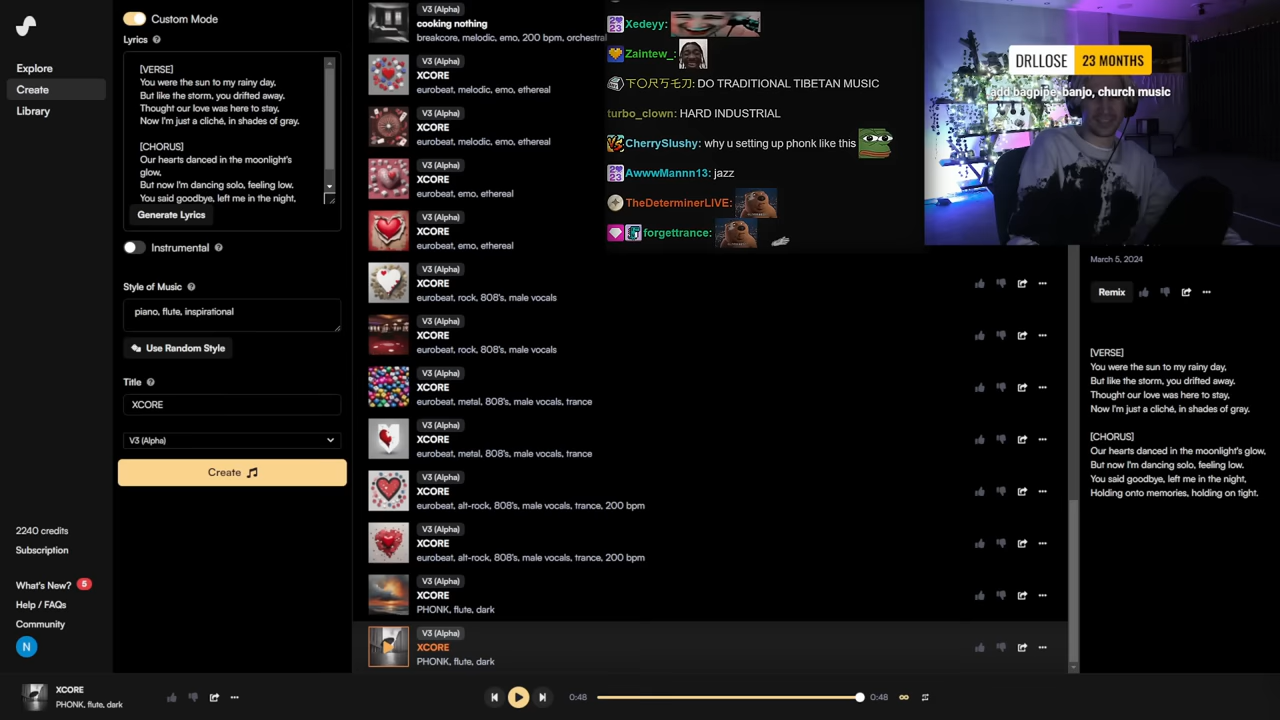 Explore
Create
Library
2240 credits
Subscription
What's New? 5
Help / FAQs
Community
N
Custom Mode
Lyrics
[VERSE]
You were the sun to my rainy day.
But like the storm, you drifted away.
Thought our love was here to stay,
Now I'm just a cliché, in shades of gray.
[CHORUS]
Our hearts danced in the moonlight's
glow,
But now I'm dancing solo, feeling low.
You said goodbye, left me in the night,
Generate Lyrics
Instrumental
Style of Music
piano, flute, inspirational
Use Random Style
Title
XCORE
V3 (Alpha)
Create
V3 (Alpha)
cooking nothing
breakcore, melodic, emo, 200 bpm, orchestral
V3 (Alpha)
XCORE
eurobeat, melodic, emo, ethereal
V3 (Alpha)
XCORE
eurobeat, melodic, emo, ethereal
V3 (Alpha)
XCORE
eurobeat, emo, ethereal
V3 (Alpha)
XCORE
eurobeat, emo, ethereal
V3 (Alpha)
XCORE
eurobeat, rock, 808's, male vocals
V3 (Alpha)
XCORE
eurobeat, rock, 808's, male vocals
V3 (Alpha)
XCORE
eurobeat, metal, 808's, male vocals, trance
V3 (Alpha)
XCORE
eurobeat, metal, 808's, male vocals, trance
V3 (Alpha)
XCORE
eurobeat, alt-rock, 808's, male vocals, trance, 200 bpm
V3 (Alpha)
XCORE
eurobeat, alt-rock, 808's, male vocals, trance, 200 bpm
V3 (Alpha)
XCORE
PHONK, flute, dark
V3 (Alpha)
XCORE
PHONK, flute, dark
Xedeyy:
Zaintew_:
下〇尺丂乇刀: DO TRADITIONAL TIBETAN MUSIC
turbo_clown: HARD INDUSTRIAL
CherrySlushy: why u setting up phonk like this
AwwwMannn13: jazz
TheDeterminerLIVE:
forgettrance:
DRLLOSE 23 MONTHS
add bagpipe, banjo, church music
March 5, 2024
Remix
[VERSE]
You were the sun to my rainy day,
But like the storm, you drifted away.
Thought our love was here to stay,
Now I'm just a cliché, in shades of gray.
[CHORUS]
Our hearts danced in the moonlight's glow,
But now I'm dancing solo, feeling low.
You said goodbye, left me in the night,
Holding onto memories, holding on tight.
XCORE
PHONK, flute, dark
0:48
0:48